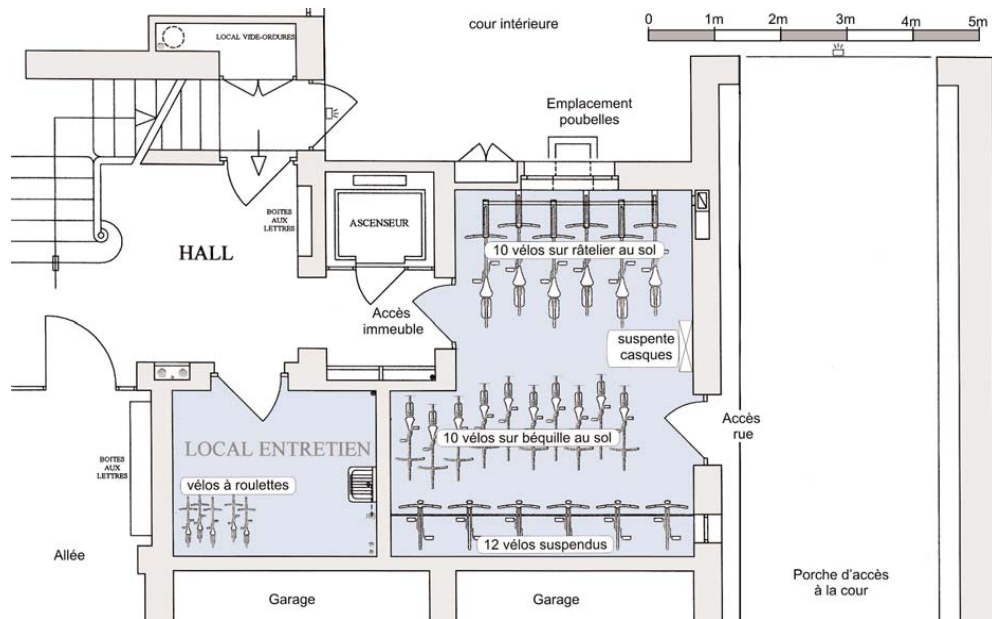 cour intérieure
0 1m 2m 3m 4m 5m
LOCAL VIDE-ORDURES
Emplacement
poubelles
BOITES
AUX
LETTRES
ASCENSEUR
HALL
10 vélos sur râtelier au sol
Accès
immeuble
suspente
casques
Accès
rue
10 vélos sur béquille au sol
LOCAL ENTRETIEN
BOITES
AUX
LETTRES
vélos à roulettes
12 vélos suspendus
Allée
Garage
Garage
Porche d'accès
à la cour